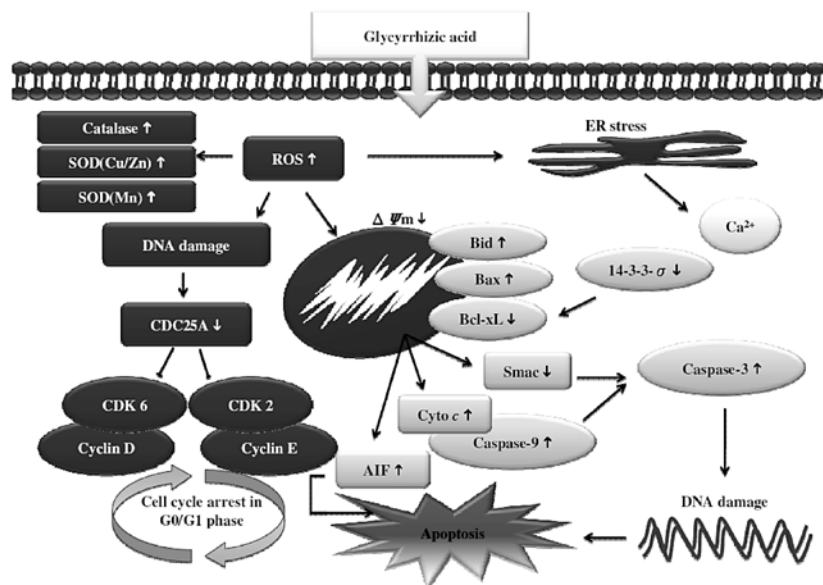 Glycyrrhizic acid
Catalase ↑
SOD(Cu/Zn) ↑
SOD(Mn) ↑
ROS ↑
ER stress
Ca²⁺
DNA damage
Δ Ψm ↓
Bid ↑
Bax ↑
Bcl-xL ↓
14-3-3- σ ↓
CDC25A ↓
Smac ↓
Caspase-3 ↑
CDK 6
CDK 2
Cyto c ↑
Cyclin D
Cyclin E
Caspase-9 ↑
AIF ↑
Cell cycle arrest in
G0/G1 phase
DNA damage
Apoptosis